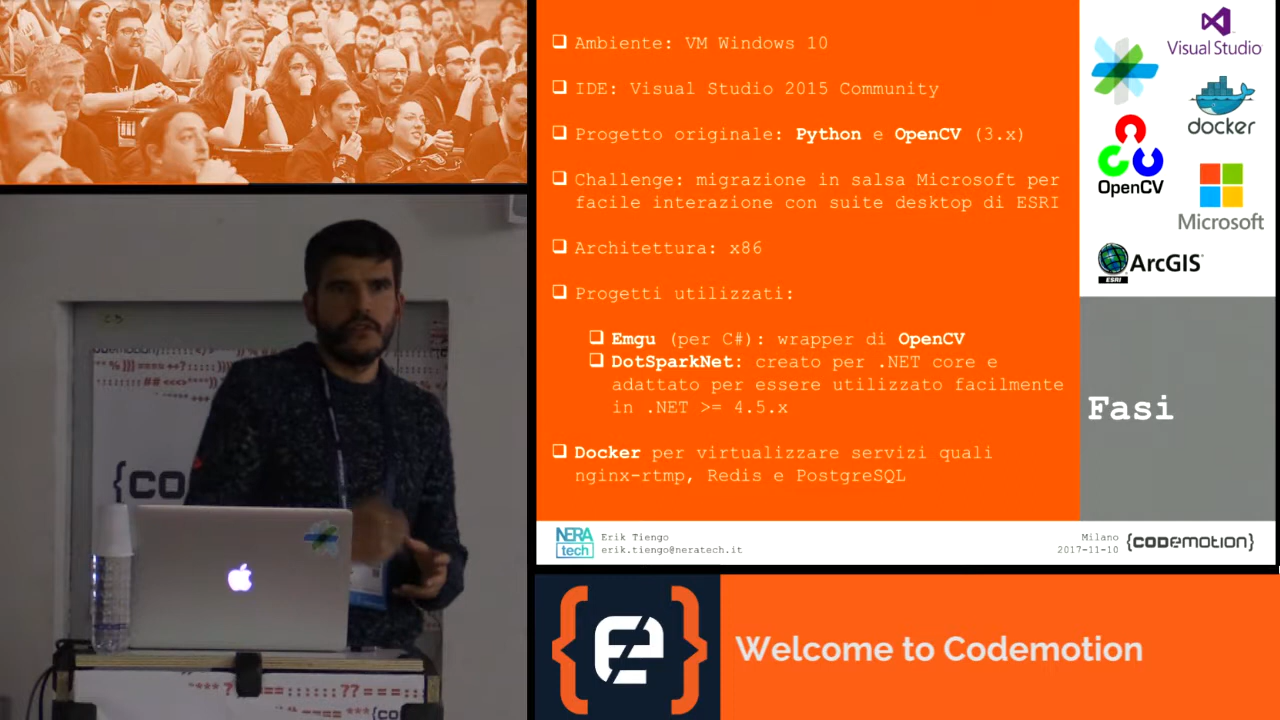 ❑ Ambiente: VM Windows 10
❑ IDE: Visual Studio 2015 Community
❑ Progetto originale: Python e OpenCV (3.x)
❑ Challenge: migrazione in salsa Microsoft per
facile interazione con suite desktop di ESRI
❑ Architettura: x86
❑ Progetti utilizzati:
❑ Emgu (per C#): wrapper di OpenCV
❑ DotSparkNet: creato per .NET core e
adattato per essere utilizzato facilmente
in .NET >= 4.5.x
❑ Docker per virtualizzare servizi quali
nginx-rtmp, Redis e PostgreSQL
Visual Studio
docker
OpenCV
Microsoft
ArcGIS
ESRI
Fasi
NERA
tech
Erik Tiengo
erik.tiengo@neratech.it
Milano
2017-11-10
{CODEMOTION}
Welcome to Codemotion
{CO